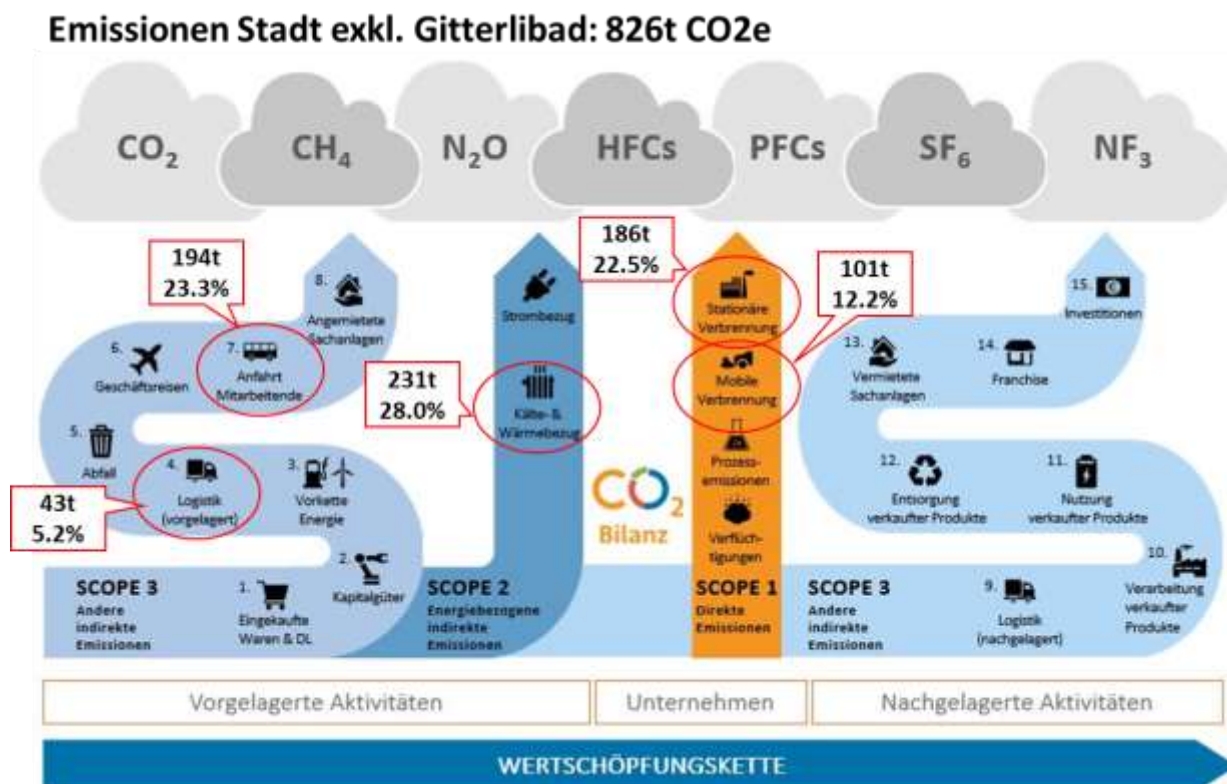 Emissionen Stadt exkl. Gitterlibad: 826t CO2e
CO₂
CH₄
N₂O
HFCs
PFCs
SF₆
NF₃
194t
23.3%
186t
22.5%
101t
12.2%
231t
28.0%
43t
5.2%
8.
Angemietete
Sachanlagen
6.
Geschäftsreisen
7.
Anfahrt
Mitarbeitende
5.
Abfall
4.
Logistik
(vorgelagert)
3.
Vorkette
Energie
2.
Kapitalgüter
1.
Eingekaufte
Waren & DL
SCOPE 3
Andere
indirekte
Emissionen
Strombezug
Kälte- &
Wärmebezug
SCOPE 2
Energiebezogene
indirekte
Emissionen
CO₂
Bilanz
Stationäre
Verbrennung
Mobile
Verbrennung
Prozess-
emissionen
Verflüch-
tigungen
SCOPE 1
Direkte
Emissionen
15.
Investitionen
13.
Vermietete
Sachanlagen
14.
Franchise
12.
Entsorgung
verkaufter Produkte
11.
Nutzung
verkaufter Produkte
10.
Verarbeitung
verkaufter
Produkte
9.
Logistik
(nachgelagert)
SCOPE 3
Andere
indirekte
Emissionen
Vorgelagerte Aktivitäten
Unternehmen
Nachgelagerte Aktivitäten
WERTSCHÖPFUNGSKETTE